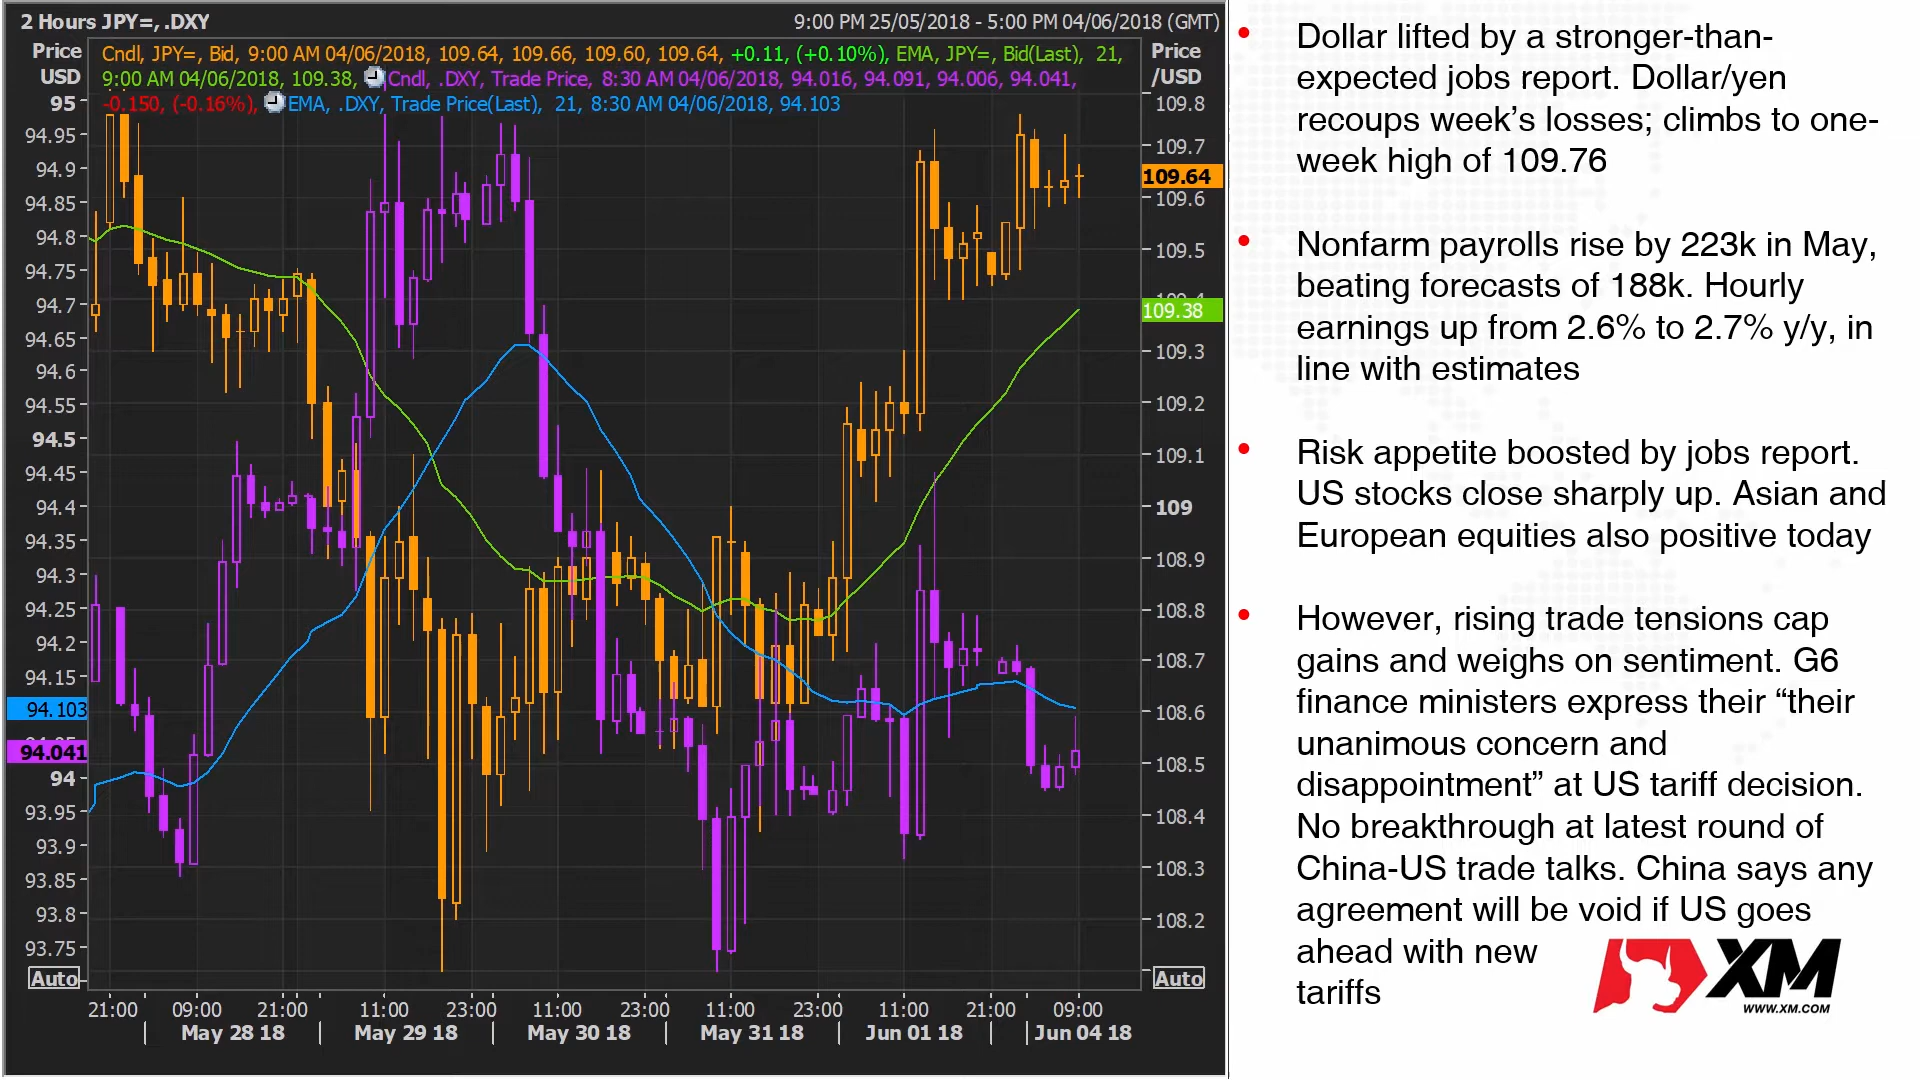 2 Hours JPY=, .DXY
9:00 PM 25/05/2018 - 5:00 PM 04/06/2018 (GMT)
Price
USD
Cndl, JPY=, Bid, 9:00 AM 04/06/2018, 109.64, 109.66, 109.60, 109.64, +0.11, (+0.10%), EMA, JPY=, Bid(Last), 21,
9:00 AM 04/06/2018, 109.38, Cndl, .DXY, Trade Price, 8:30 AM 04/06/2018, 94.016, 94.091, 94.006, 94.041,
-0.150, (-0.16%), EMA, .DXY, Trade Price(Last), 21, 8:30 AM 04/06/2018, 94.103
Price
/USD
95
94.95
94.9
94.85
94.8
94.75
94.7
94.65
94.6
94.55
94.5
94.45
94.4
94.35
94.3
94.25
94.2
94.15
94.103
94.041
94
93.95
93.9
93.85
93.8
93.75
Auto
109.8
109.7
109.64
109.6
109.5
109.38
109.3
109.2
109.1
109
108.9
108.8
108.7
108.6
108.5
108.4
108.3
108.2
Auto
21:00 09:00 21:00 11:00 23:00 11:00 23:00 11:00 23:00 11:00 21:00 09:00
May 28 18 May 29 18 May 30 18 May 31 18 Jun 01 18 Jun 04 18
• Dollar lifted by a stronger-than-
expected jobs report. Dollar/yen
recoups week’s losses; climbs to one-
week high of 109.76
• Nonfarm payrolls rise by 223k in May,
beating forecasts of 188k. Hourly
earnings up from 2.6% to 2.7% y/y, in
line with estimates
• Risk appetite boosted by jobs report.
US stocks close sharply up. Asian and
European equities also positive today
• However, rising trade tensions cap
gains and weighs on sentiment. G6
finance ministers express their “their
unanimous concern and
disappointment” at US tariff decision.
No breakthrough at latest round of
China-US trade talks. China says any
agreement will be void if US goes
ahead with new
tariffs
XM
WWW.XM.COM